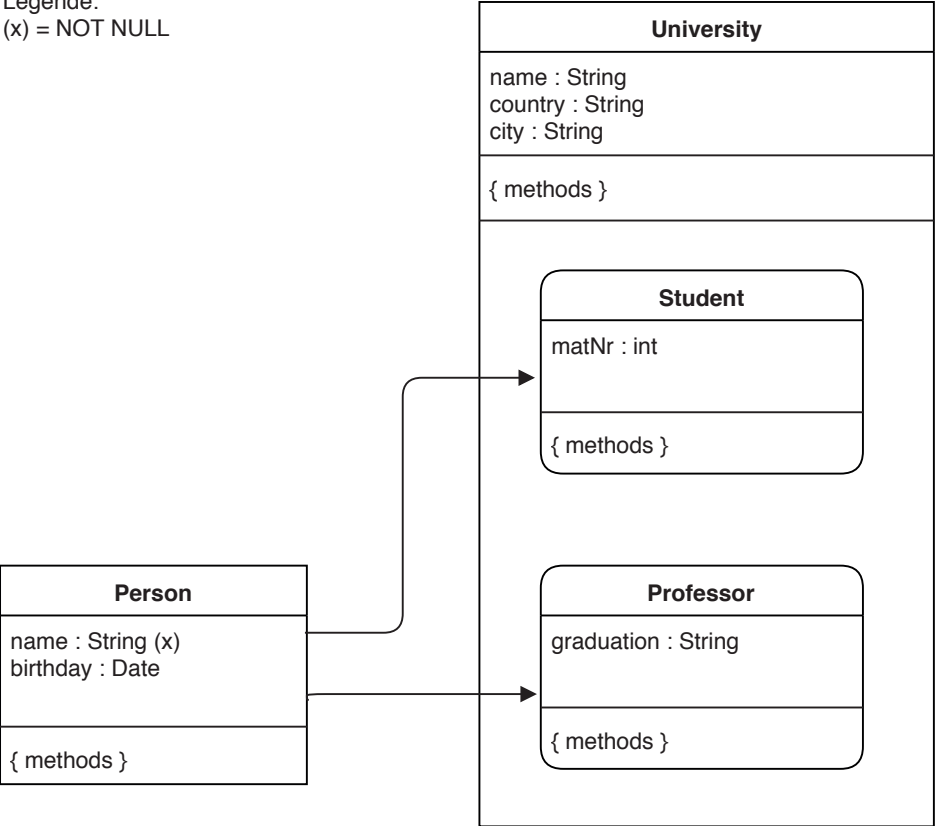 Legende:
(x) = NOT NULL
University
name : String
country : String
city : String
{ methods }
Student
matNr : int
{ methods }
Person
name : String (x)
birthday : Date
{ methods }
Professor
graduation : String
{ methods }